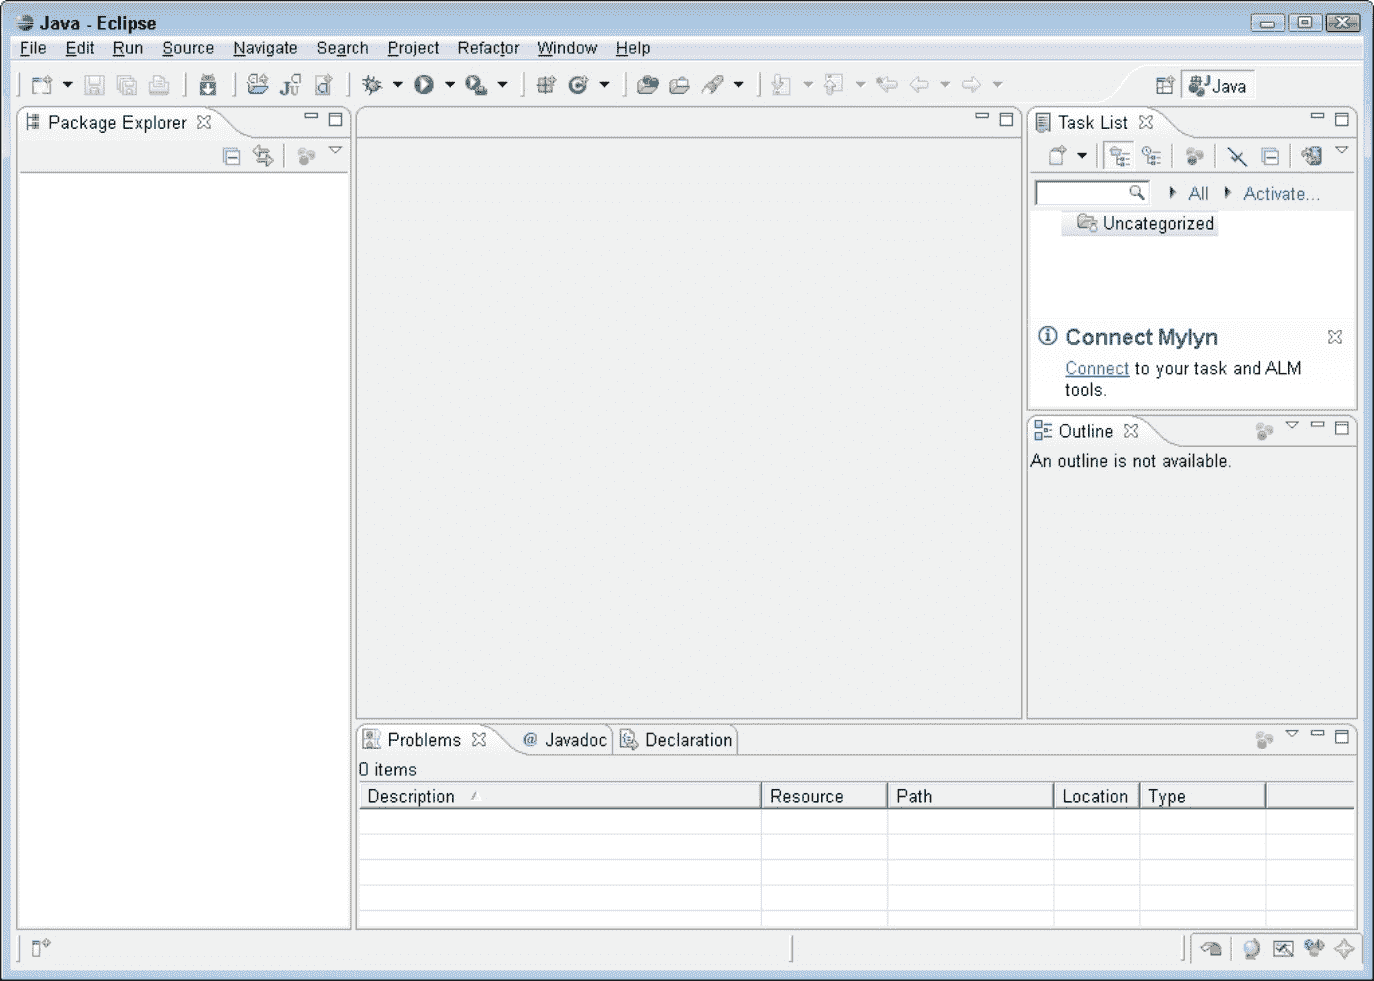 Java - Eclipse
File Edit Run Source Navigate Search Project Refactor Window Help
Java
Package Explorer
Task List
All Activate...
Uncategorized
Connect Mylyn
Connect to your task and ALM
tools.
Outline
An outline is not available.
Problems @ Javadoc Declaration
0 items
Description Resource Path Location Type